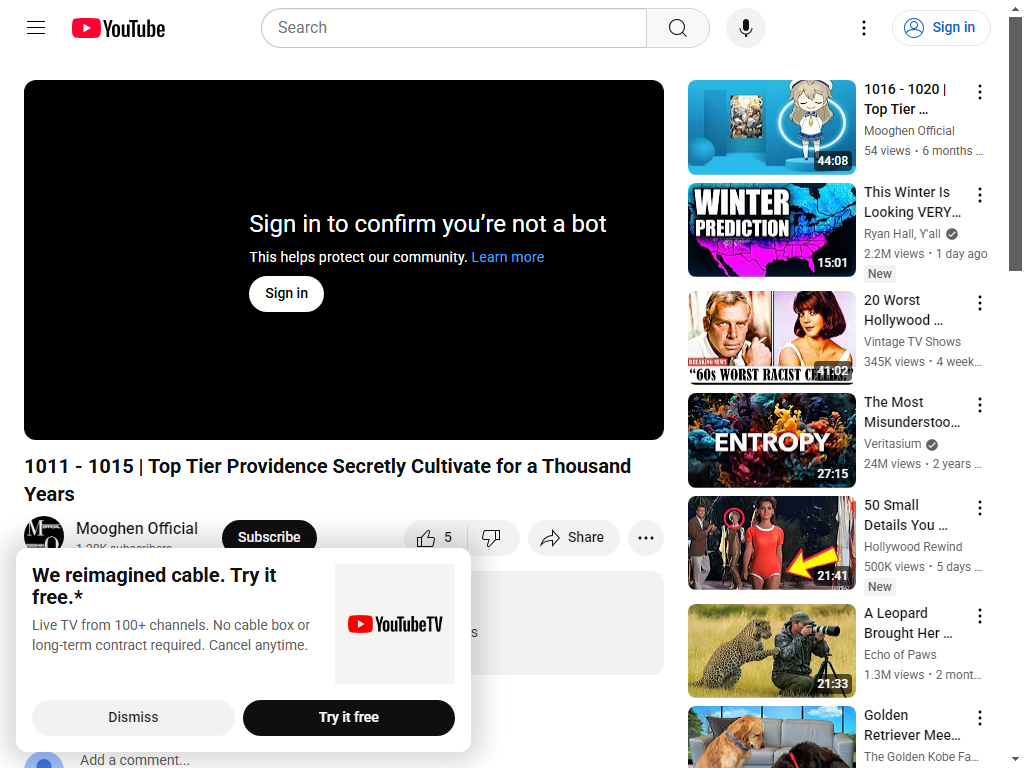 YouTube
Search
Sign in
Sign in to confirm you're not a bot
This helps protect our community. Learn more
Sign in
1011 - 1015 | Top Tier Providence Secretly Cultivate for a Thousand
Years
Mooghen Official
Subscribe
5
Share
We reimagined cable. Try it
free.*
Live TV from 100+ channels. No cable box or
long-term contract required. Cancel anytime.
YouTubeTV
Dismiss
Try it free
Add a comment...
44:08
1016 - 1020 |
Top Tier ...
Mooghen Official
54 views • 6 months ...
WINTER
PREDICTION
15:01
This Winter Is
Looking VERY...
Ryan Hall, Y'all
2.2M views • 1 day ago
New
BREAKING NEWS
"60s WORST RACIST
41:02
20 Worst
Hollywood ...
Vintage TV Shows
345K views • 4 week...
ENTROPY
27:15
The Most
Misunderstoo...
Veritasium
24M views • 2 years ...
21:41
50 Small
Details You ...
Hollywood Rewind
500K views • 5 days ...
New
21:33
A Leopard
Brought Her ...
Echo of Paws
1.3M views • 2 mont...
Golden
Retriever Mee...
The Golden Kobe Fa...